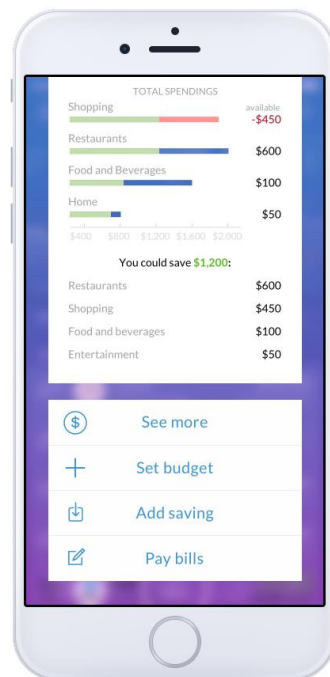 TOTAL SPENDINGS
Shopping available
-$450
Restaurants
$600
Food and Beverages
$100
Home
$50
$400 $800 $1,200 $1,600 $2,000
You could save $1,200:
Restaurants $600
Shopping $450
Food and beverages $100
Entertainment $50
$ See more
Set budget
Add saving
Pay bills